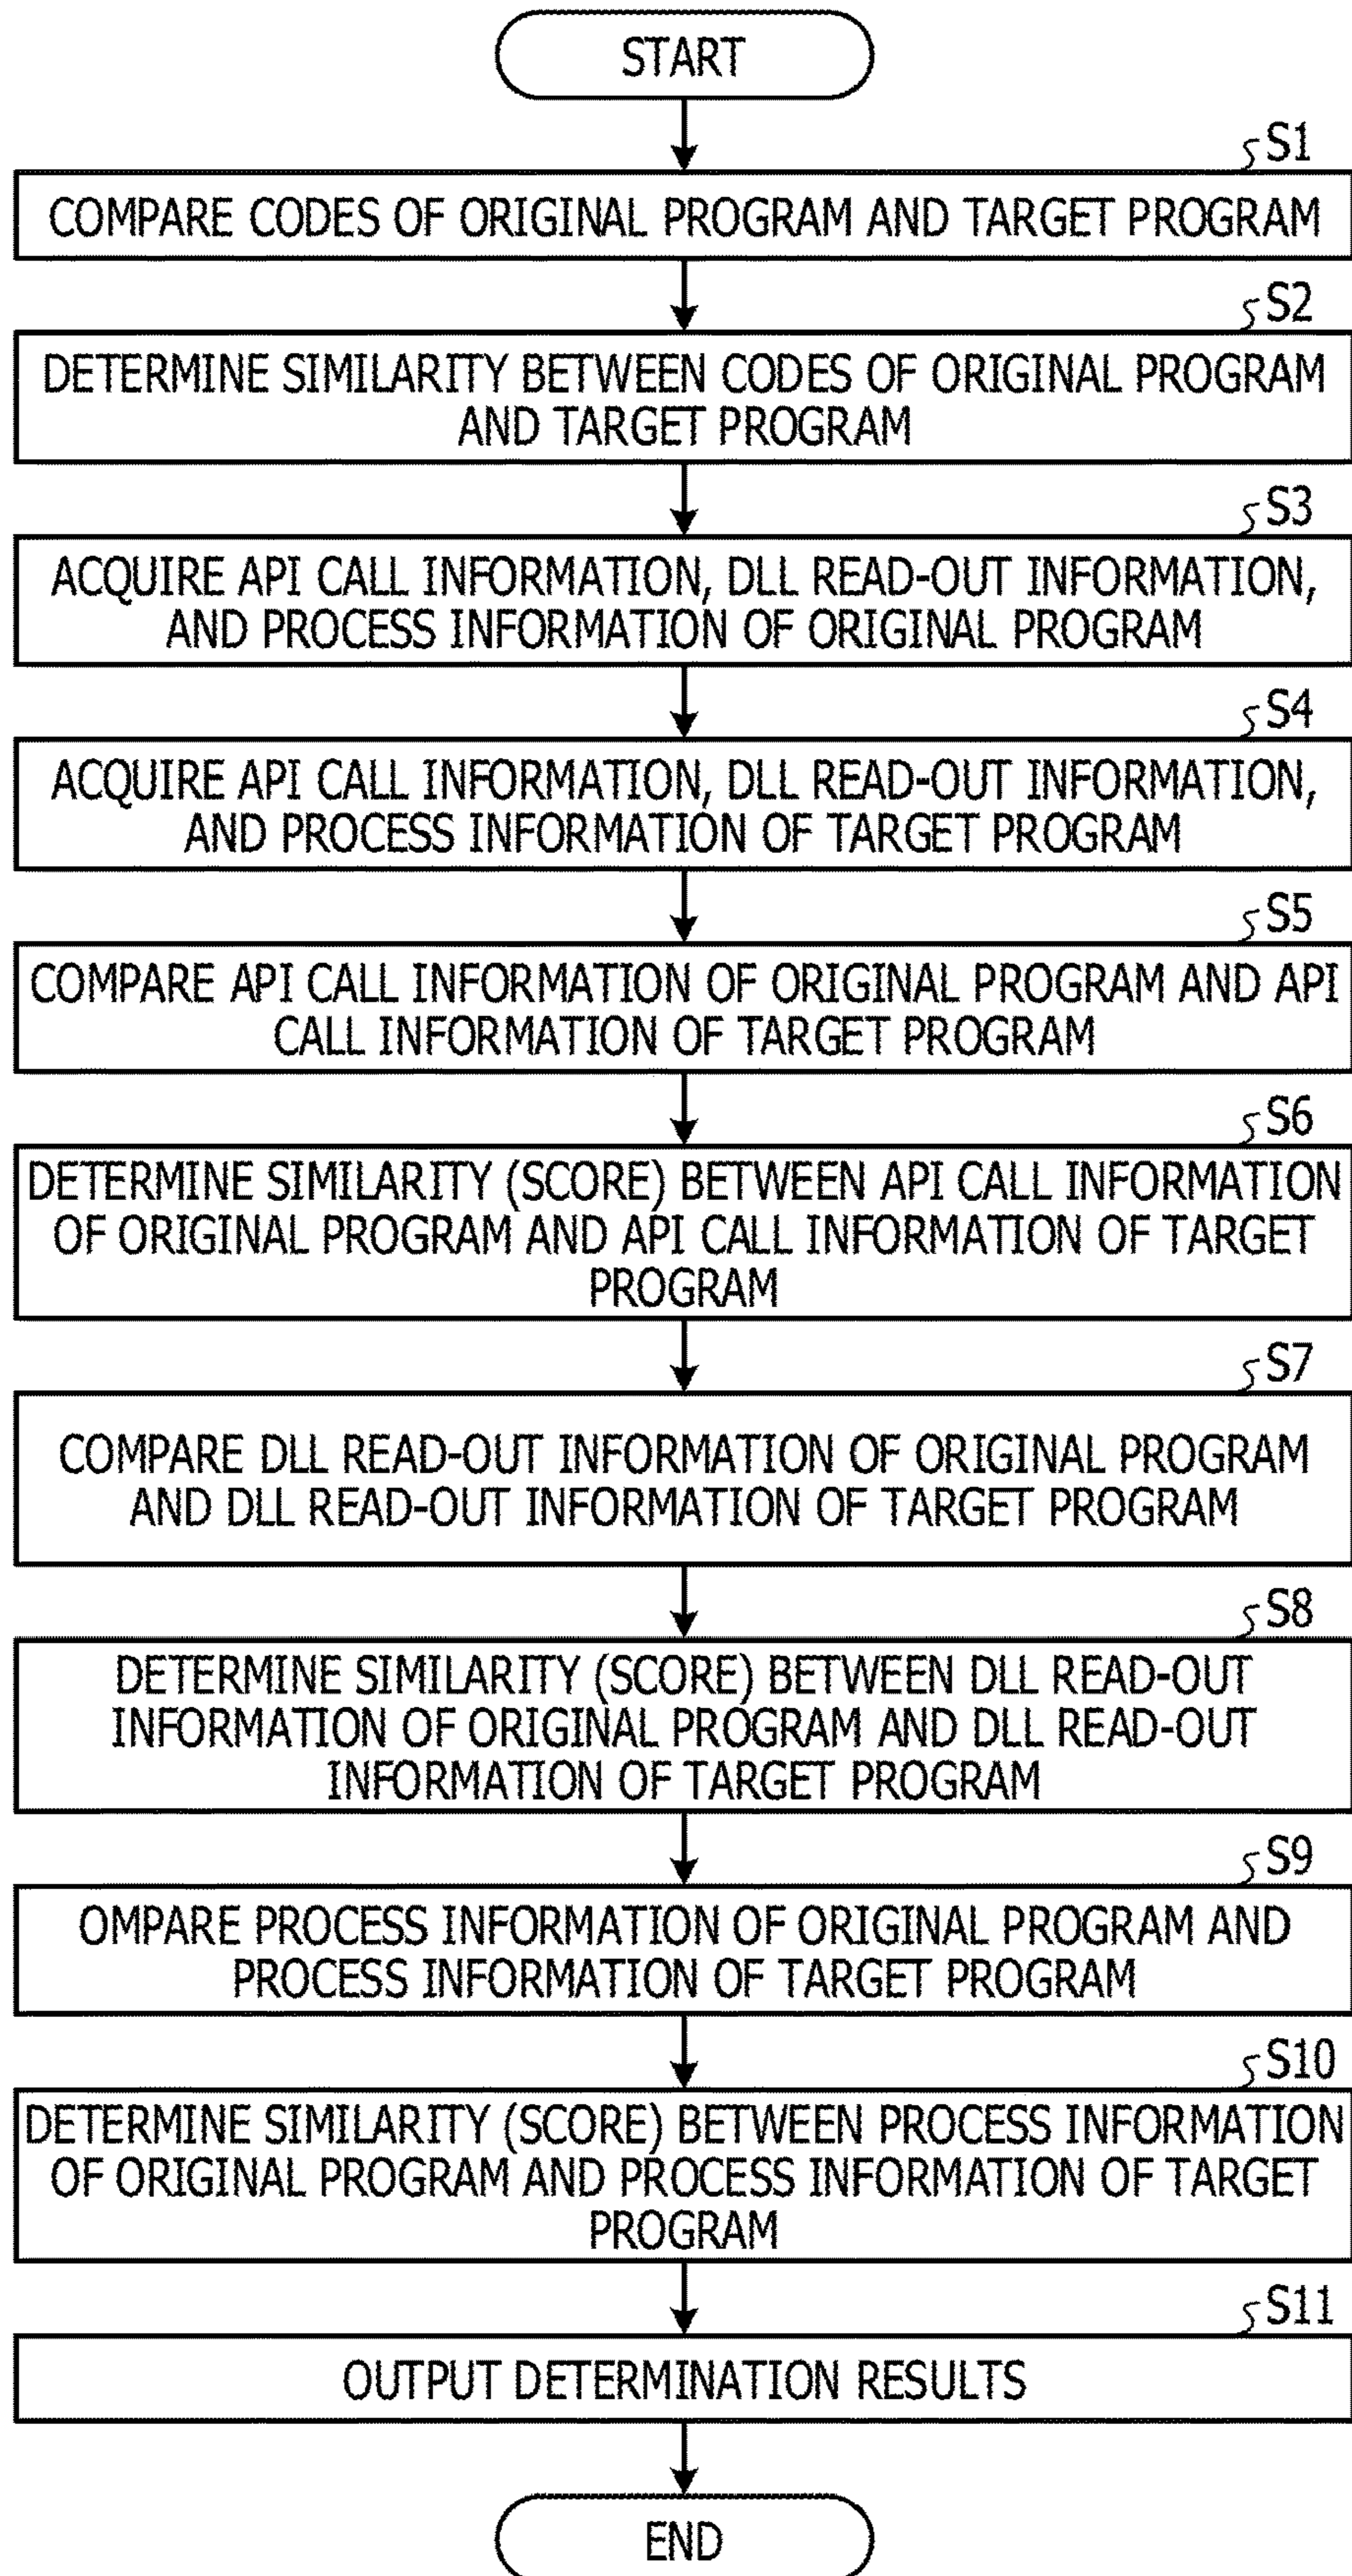 START
S1
COMPARE CODES OF ORIGINAL PROGRAM AND TARGET PROGRAM
S2
DETERMINE SIMILARITY BETWEEN CODES OF ORIGINAL PROGRAM
AND TARGET PROGRAM
S3
ACQUIRE API CALL INFORMATION, DLL READ-OUT INFORMATION,
AND PROCESS INFORMATION OF ORIGINAL PROGRAM
S4
ACQUIRE API CALL INFORMATION, DLL READ-OUT INFORMATION,
AND PROCESS INFORMATION OF TARGET PROGRAM
S5
COMPARE API CALL INFORMATION OF ORIGINAL PROGRAM AND API
CALL INFORMATION OF TARGET PROGRAM
S6
DETERMINE SIMILARITY (SCORE) BETWEEN API CALL INFORMATION
OF ORIGINAL PROGRAM AND API CALL INFORMATION OF TARGET
PROGRAM
S7
COMPARE DLL READ-OUT INFORMATION OF ORIGINAL PROGRAM
AND DLL READ-OUT INFORMATION OF TARGET PROGRAM
S8
DETERMINE SIMILARITY (SCORE) BETWEEN DLL READ-OUT
INFORMATION OF ORIGINAL PROGRAM AND DLL READ-OUT
INFORMATION OF TARGET PROGRAM
S9
OMPARE PROCESS INFORMATION OF ORIGINAL PROGRAM AND
PROCESS INFORMATION OF TARGET PROGRAM
S10
DETERMINE SIMILARITY (SCORE) BETWEEN PROCESS INFORMATION
OF ORIGINAL PROGRAM AND PROCESS INFORMATION OF TARGET
PROGRAM
S11
OUTPUT DETERMINATION RESULTS
END